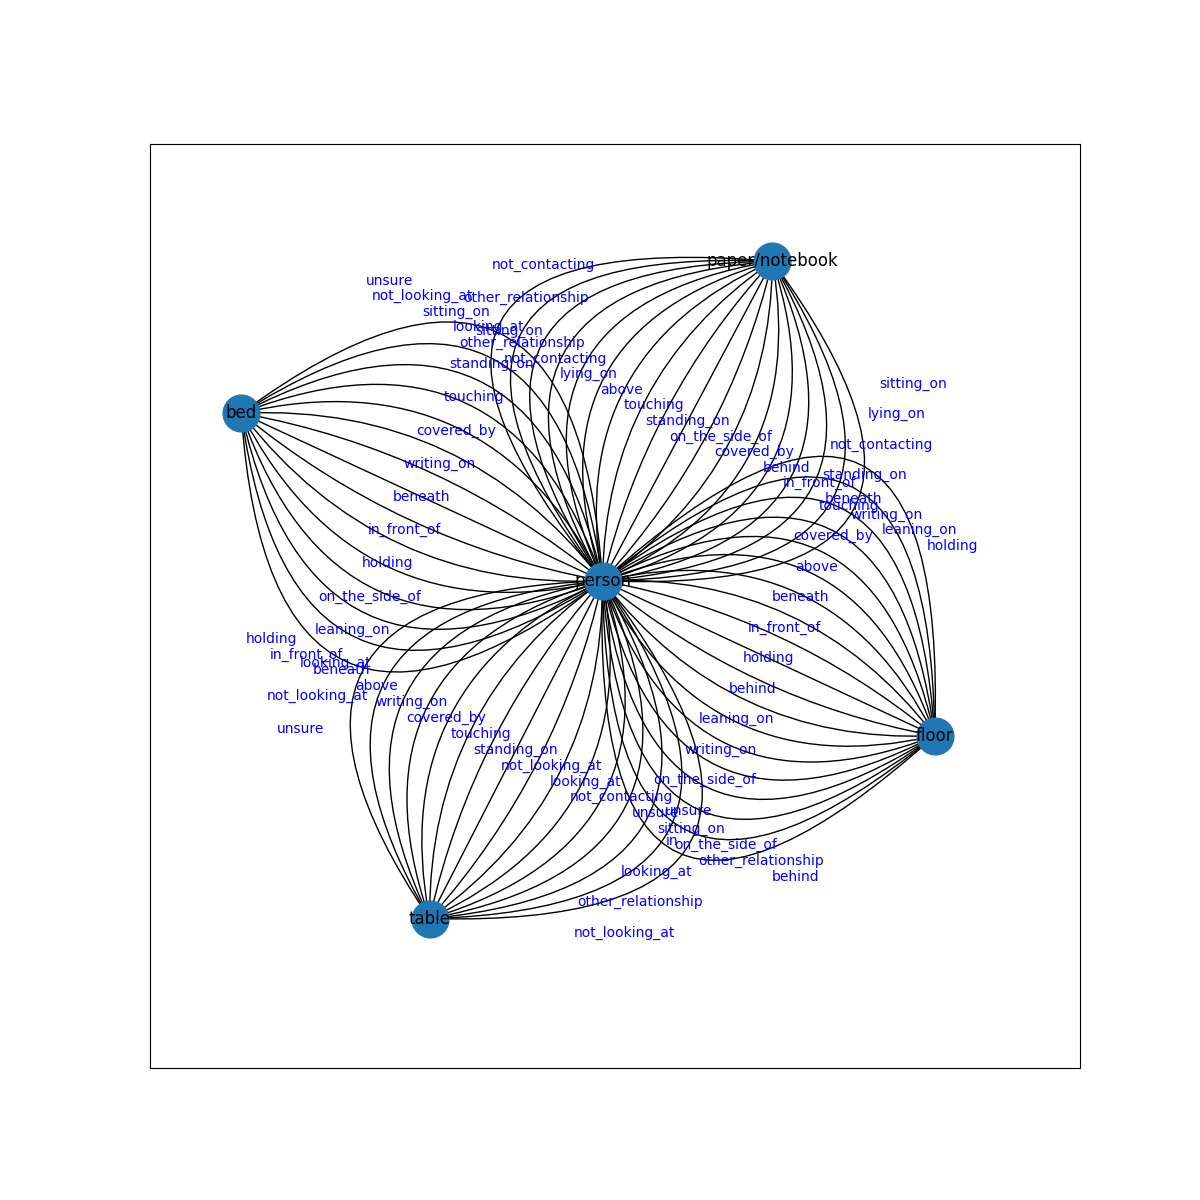 paper/notebook
not_contacting
unsure
not_looking_at
other_relationship
sitting_on
looking_at
sitting_on
other_relationship
not_contacting
standing_on
lying_on
sitting_on
above
touching
touching
bed
lying_on
standing_on
covered_by
on_the_side_of
not_contacting
covered_by
writing_on
behind
standing_on
in_front_of
beneath
beneath
touching
writing_on
in_front_of
leaning_on
covered_by
holding
holding
above
person
on_the_side_of
beneath
leaning_on
in_front_of
holding
in_front_of
holding
looking_at
beneath
above
behind
not_looking_at
writing_on
covered_by
leaning_on
unsure
touching
floor
standing_on
writing_on
not_looking_at
looking_at
on_the_side_of
not_contacting
unsure
unsure
sitting_on
in
on_the_side_of
other_relationship
looking_at
behind
other_relationship
table
not_looking_at